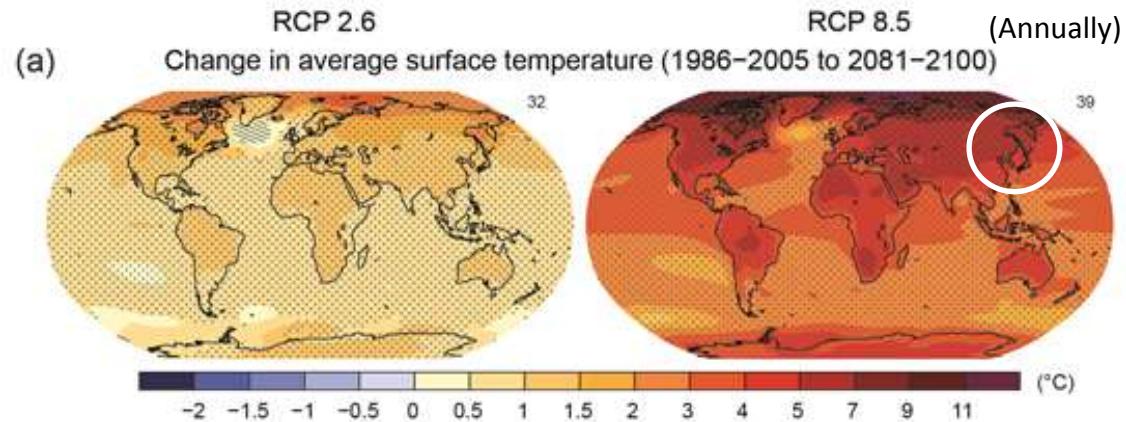 RCP 2.6 RCP 8.5 (Annually)
(a) Change in average surface temperature (1986−2005 to 2081−2100)
32 39
(°C)
−2 −1.5 −1 −0.5 0 0.5 1 1.5 2 3 4 5 7 9 11